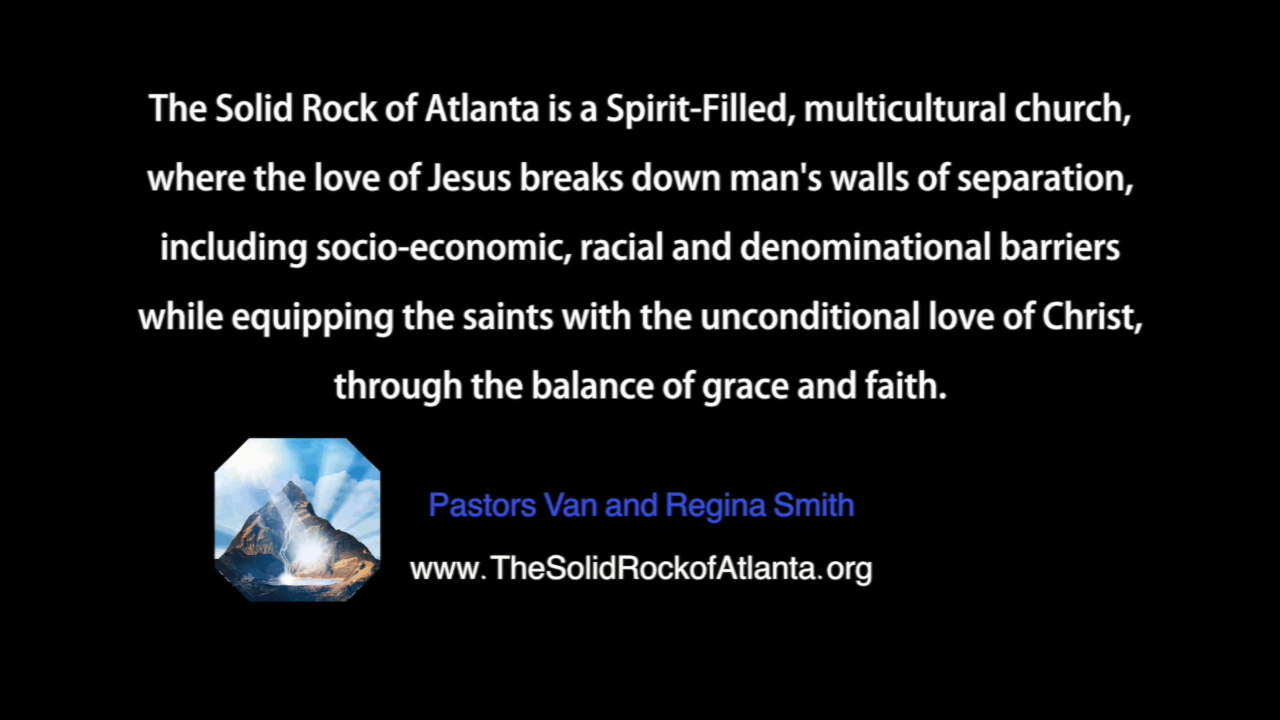 The Solid Rock of Atlanta is a Spirit-Filled, multicultural church,
where the love of Jesus breaks down man's walls of separation,
including socio-economic, racial and denominational barriers
while equipping the saints with the unconditional love of Christ,
through the balance of grace and faith.
Pastors Van and Regina Smith
www.TheSolidRockofAtlanta.org